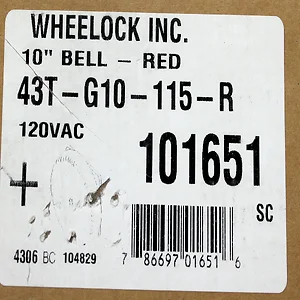 WHEELOCK INC.
10" BELL - RED
43T-G10-115-R
120VAC
101651
SC
4306 BC 104829
7 86697 01651 6